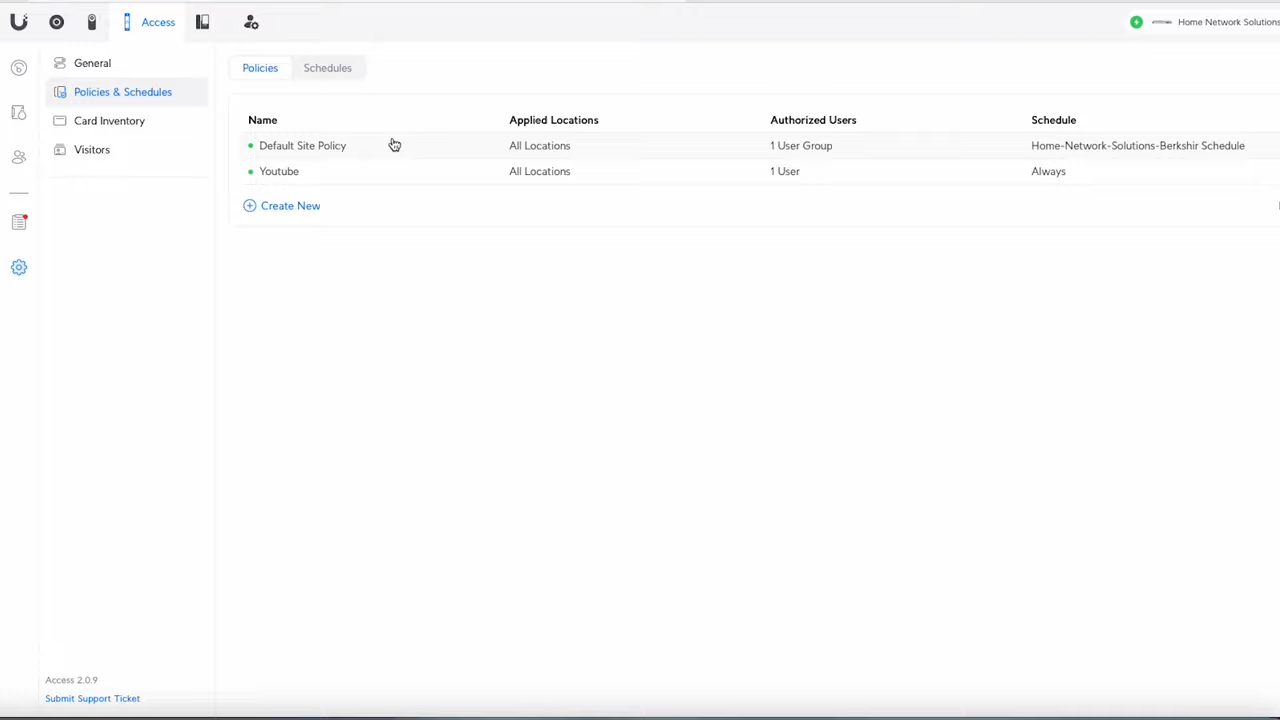 Access
Home Network Solutions
General
Policies & Schedules
Card Inventory
Visitors
Policies Schedules
Name Applied Locations Authorized Users Schedule
Default Site Policy All Locations 1 User Group Home-Network-Solutions-Berkshir Schedule
Youtube All Locations 1 User Always
Create New
Access 2.0.9
Submit Support Ticket